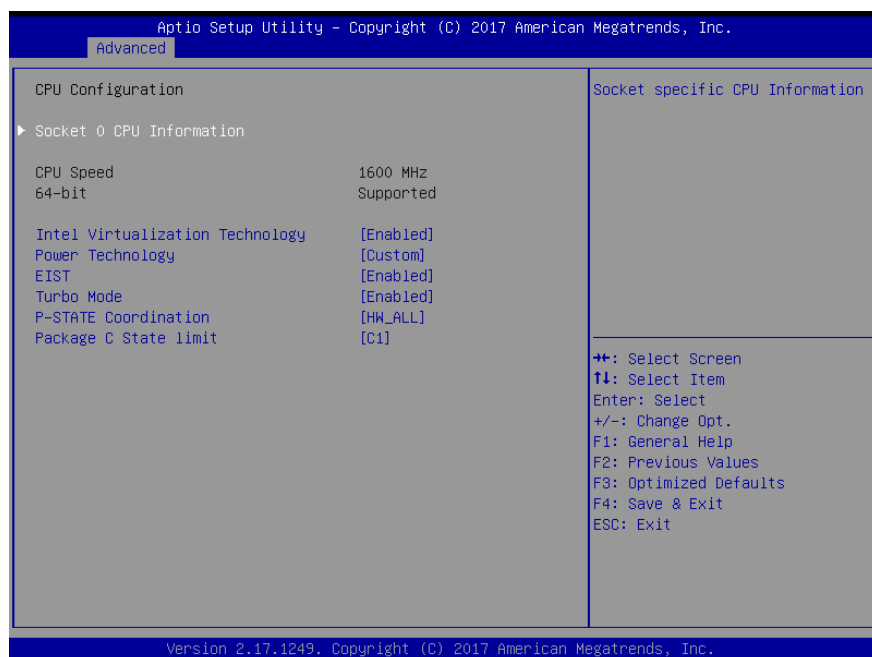 Aptio Setup Utility – Copyright (C) 2017 American Megatrends, Inc.
Advanced
CPU Configuration
Socket 0 CPU Information
CPU Speed 1600 MHz
64-bit Supported
Intel Virtualization Technology [Enabled]
Power Technology [Custom]
EIST [Enabled]
Turbo Mode [Enabled]
P-STATE Coordination [HW_ALL]
Package C State limit [C1]
Socket specific CPU Information
→←: Select Screen
↑↓: Select Item
Enter: Select
+/-: Change Opt.
F1: General Help
F2: Previous Values
F3: Optimized Defaults
F4: Save & Exit
ESC: Exit
Version 2.17.1249. Copyright (C) 2017 American Megatrends, Inc.